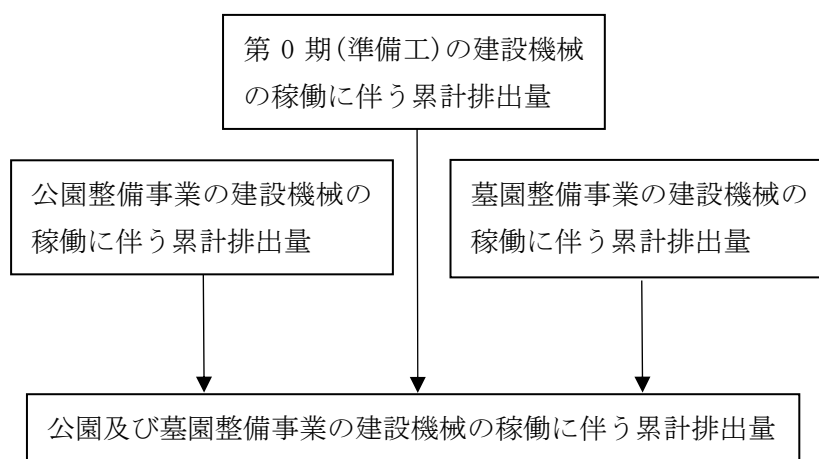 第 0 期(準備工)の建設機械
の稼働に伴う累計排出量
公園整備事業の建設機械の
稼働に伴う累計排出量
墓園整備事業の建設機械の
稼働に伴う累計排出量
公園及び墓園整備事業の建設機械の稼働に伴う累計排出量